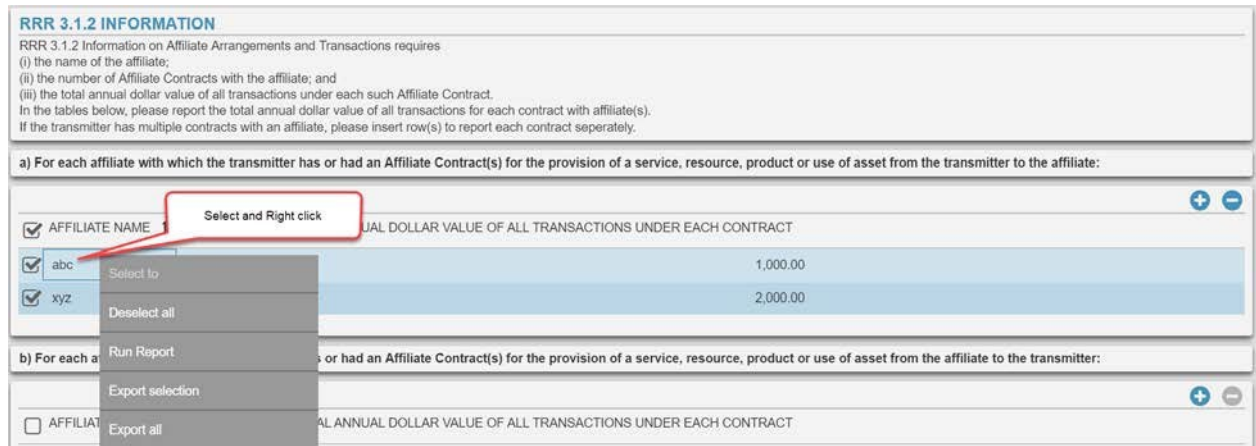 RRR 3.1.2 INFORMATION
RRR 3.1.2 Information on Affiliate Arrangements and Transactions requires
(i) the name of the affiliate;
(ii) the number of Affiliate Contracts with the affiliate; and
(iii) the total annual dollar value of all transactions under each such Affiliate Contract.
In the tables below, please report the total annual dollar value of all transactions for each contract with affiliate(s).
If the transmitter has multiple contracts with an affiliate, please insert row(s) to report each contract seperately.
a) For each affiliate with which the transmitter has or had an Affiliate Contract(s) for the provision of a service, resource, product or use of asset from the transmitter to the affiliate:
Select and Right click
AFFILIATE NAME UAL DOLLAR VALUE OF ALL TRANSACTIONS UNDER EACH CONTRACT
abc 1,000.00
Select to
xyz 2,000.00
Deselect all
Run Report
b) For each a s or had an Affiliate Contract(s) for the provision of a service, resource, product or use of asset from the affiliate to the transmitter:
Export selection
AFFILIAT AL ANNUAL DOLLAR VALUE OF ALL TRANSACTIONS UNDER EACH CONTRACT
Export all